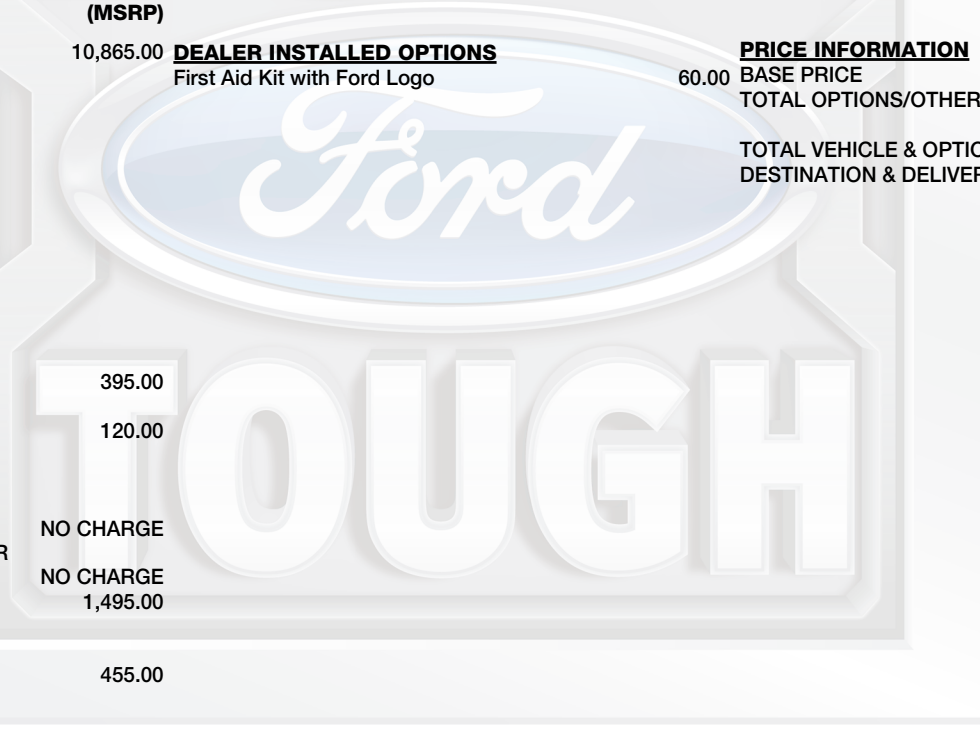 (MSRP)
10,865.00
395.00
120.00
NO CHARGE
R
NO CHARGE
1,495.00
455.00
DEALER INSTALLED OPTIONS
First Aid Kit with Ford Logo 60.00
PRICE INFORMATION
BASE PRICE
TOTAL OPTIONS/OTHER
TOTAL VEHICLE & OPTIO
DESTINATION & DELIVER
Ford
TOUGH